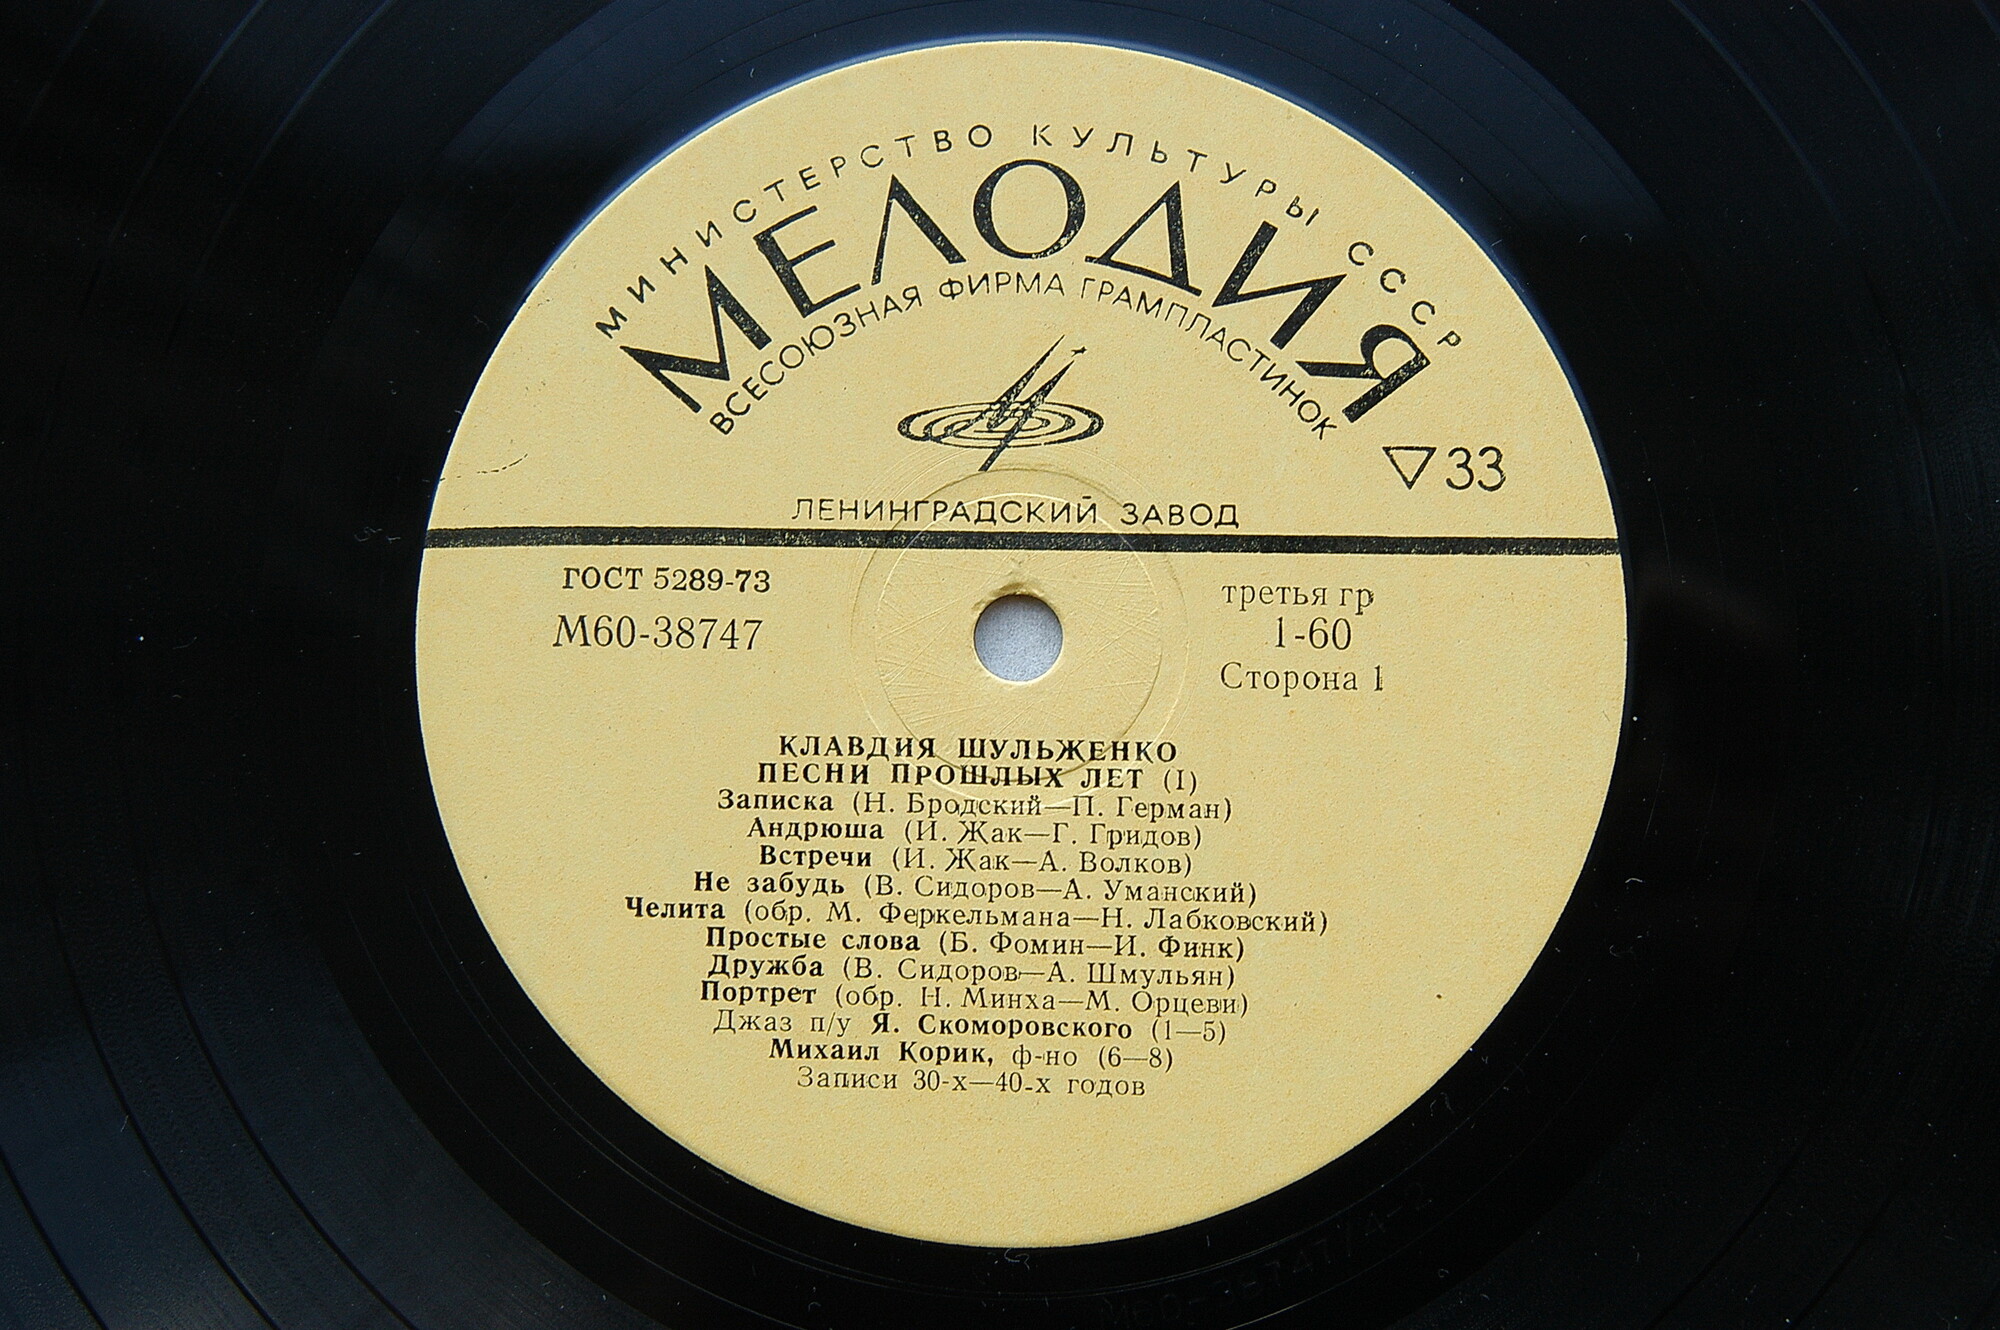 МИНИСТЕРСТВО КУЛЬТУРЫ СССР
МЕЛОДИЯ
ВСЕСОЮЗНАЯ ФИРМА ГРАМПЛАСТИНОК
▽33
ЛЕНИНГРАДСКИЙ ЗАВОД
ГОСТ 5289-73
М60-38747
третья гр
1-60
Сторона 1
КЛАВДИЯ ШУЛЬЖЕНКО
ПЕСНИ ПРОШЛЫХ ЛЕТ (I)
Записка (Н. Бродский—П. Герман)
Андрюша (И. Жак—Г. Гридов)
Встречи (И. Жак—А. Волков)
Не забудь (В. Сидоров—А. Уманский)
Челита (обр. М. Феркельмана—Н. Лабковский)
Простые слова (Б. Фомин—И. Финк)
Дружба (В. Сидоров—А. Шмульян)
Портрет (обр. Н. Минха—М. Орцеви)
Джаз п/у Я. Скоморовского (1—5)
Михаил Корик, ф-но (6—8)
Записи 30-х—40-х годов